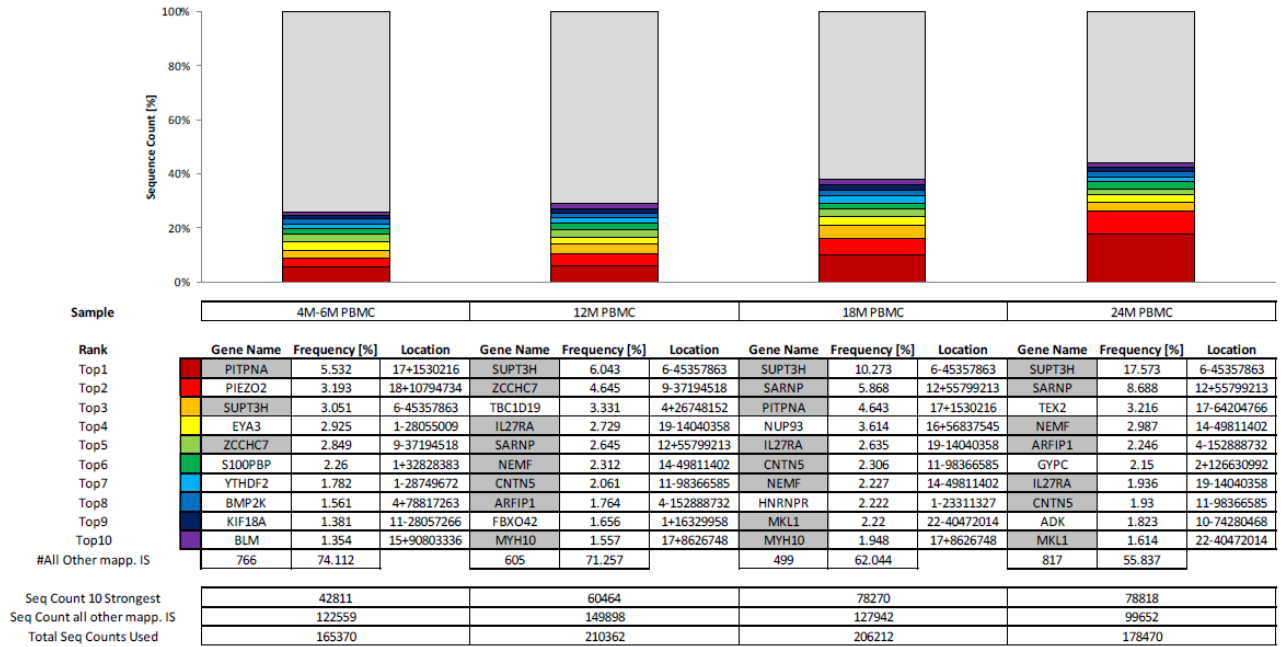 100%
80%
60%
40%
20%
0%
Sequence Count [%]
Sample 4M-6M PBMC 12M PBMC 18M PBMC 24M PBMC
Rank Gene Name Frequency [%] Location Gene Name Frequency [%] Location Gene Name Frequency [%] Location Gene Name Frequency [%] Location
Top1 PITPNA 5.532 17+1530216 SUPT3H 6.043 6-45357863 SUPT3H 10.273 6-45357863 SUPT3H 17.573 6-45357863
Top2 PIEZO2 3.193 18+10794734 ZCCHC7 4.645 9-37194518 SARNP 5.868 12+55799213 SARNP 8.688 12+55799213
Top3 SUPT3H 3.051 6-45357863 TBC1D19 3.331 4+26748152 PITPNA 4.643 17+1530216 TEX2 3.216 17-64204766
Top4 EYA3 2.925 1-28055009 IL27RA 2.729 19-14040358 NUP93 3.614 16+56837545 NEMF 2.987 14-49811402
Top5 ZCCHC7 2.849 9-37194518 SARNP 2.645 12+55799213 IL27RA 2.635 19-14040358 ARFIP1 2.246 4-152888732
Top6 S100PBP 2.26 1+32828383 NEMF 2.312 14-49811402 CNTN5 2.306 11-98366585 GYPC 2.15 2+126630992
Top7 YTHDF2 1.782 1-28749672 CNTN5 2.061 11-98366585 NEMF 2.227 14-49811402 IL27RA 1.936 19-14040358
Top8 BMP2K 1.561 4+78817263 ARFIP1 1.764 4-152888732 HNRNPR 2.222 1-23311327 CNTN5 1.93 11-98366585
Top9 KIF18A 1.381 11-28057266 FBXO42 1.656 1+16329958 MKL1 2.22 22-40472014 ADK 1.823 10-74280468
Top10 BLM 1.354 15+90803336 MYH10 1.557 17+8626748 MYH10 1.948 17+8626748 MKL1 1.614 22-40472014
#All Other mapp. IS 766 74.112 605 71.257 499 62.044 817 55.837
Seq Count 10 Strongest 42811 60464 78270 78818
Seq Count all other mapp. IS 122559 149898 127942 99652
Total Seq Counts Used 165370 210362 206212 178470